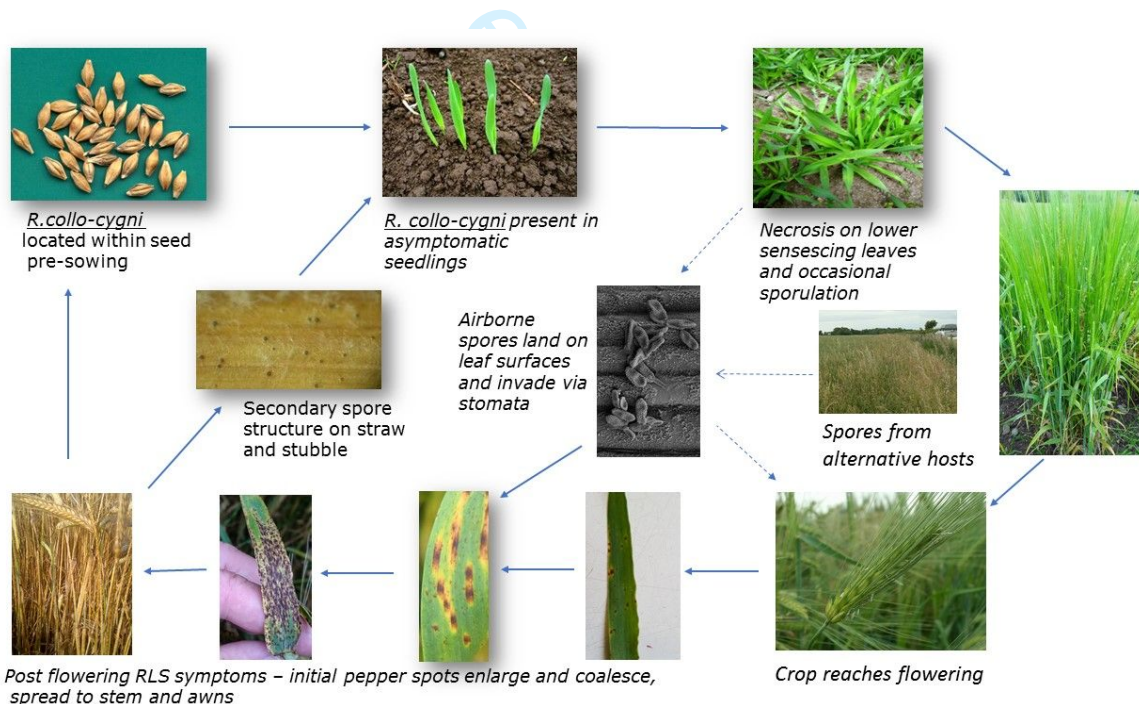 R.collo-cygni
located within seed
pre-sowing
R. collo-cygni present in
asymptomatic
seedlings
Necrosis on lower
sensescing leaves
and occasional
sporulation
Airborne
spores land on
leaf surfaces
and invade via
stomata
Secondary spore
structure on straw
and stubble
Spores from
alternative hosts
Post flowering RLS symptoms – initial pepper spots enlarge and coalesce,
spread to stem and awns
Crop reaches flowering